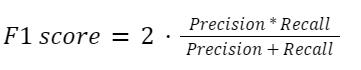 F1 score = 2 · Precision * Recall / Precision + Recall